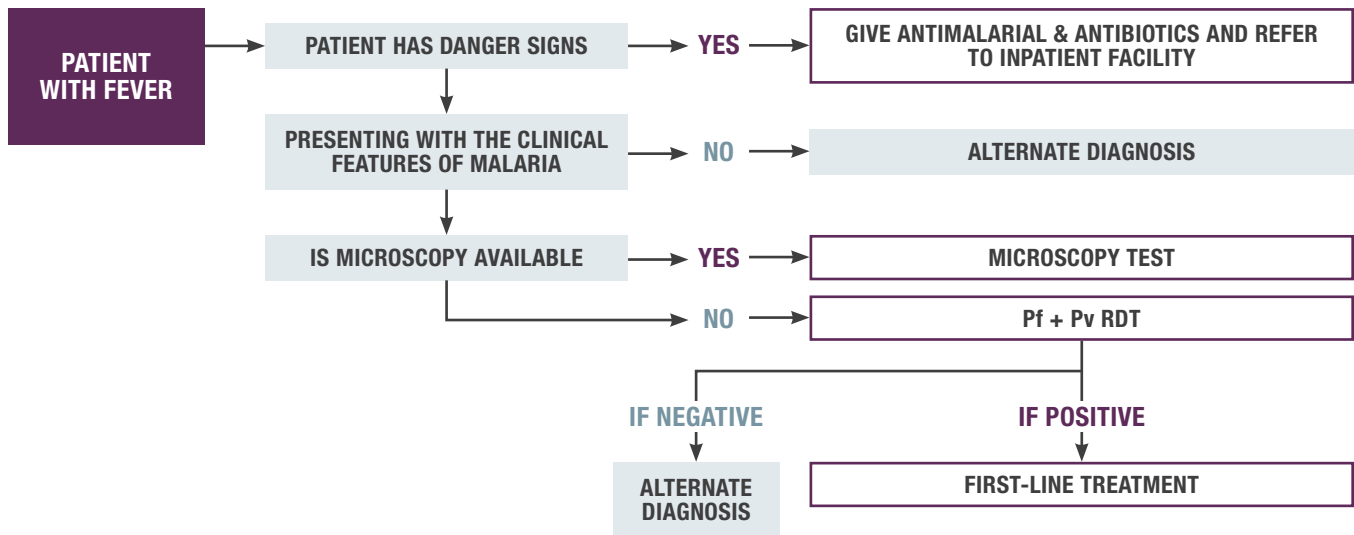 PATIENT
WITH FEVER
PATIENT HAS DANGER SIGNS
YES
GIVE ANTIMALARIAL & ANTIBIOTICS AND REFER
TO INPATIENT FACILITY
PRESENTING WITH THE CLINICAL
FEATURES OF MALARIA
NO
ALTERNATE DIAGNOSIS
IS MICROSCOPY AVAILABLE
YES
MICROSCOPY TEST
NO
Pf + Pv RDT
IF NEGATIVE
IF POSITIVE
ALTERNATE
DIAGNOSIS
FIRST-LINE TREATMENT